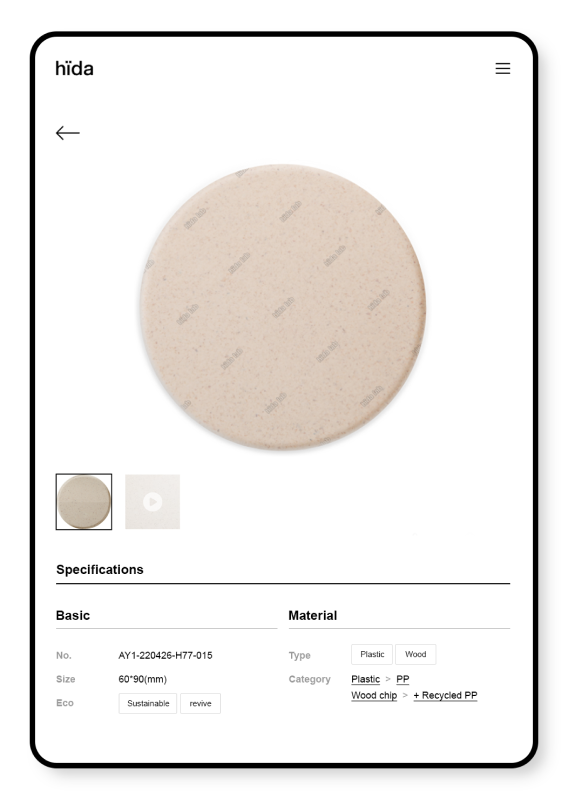 hïda
Specifications
Basic
Material
No.
AY1-220426-H77-015
Type
Plastic
Wood
Size
60*90(mm)
Category
Plastic > PP
Wood chip > + Recycled PP
Eco
Sustainable
revive